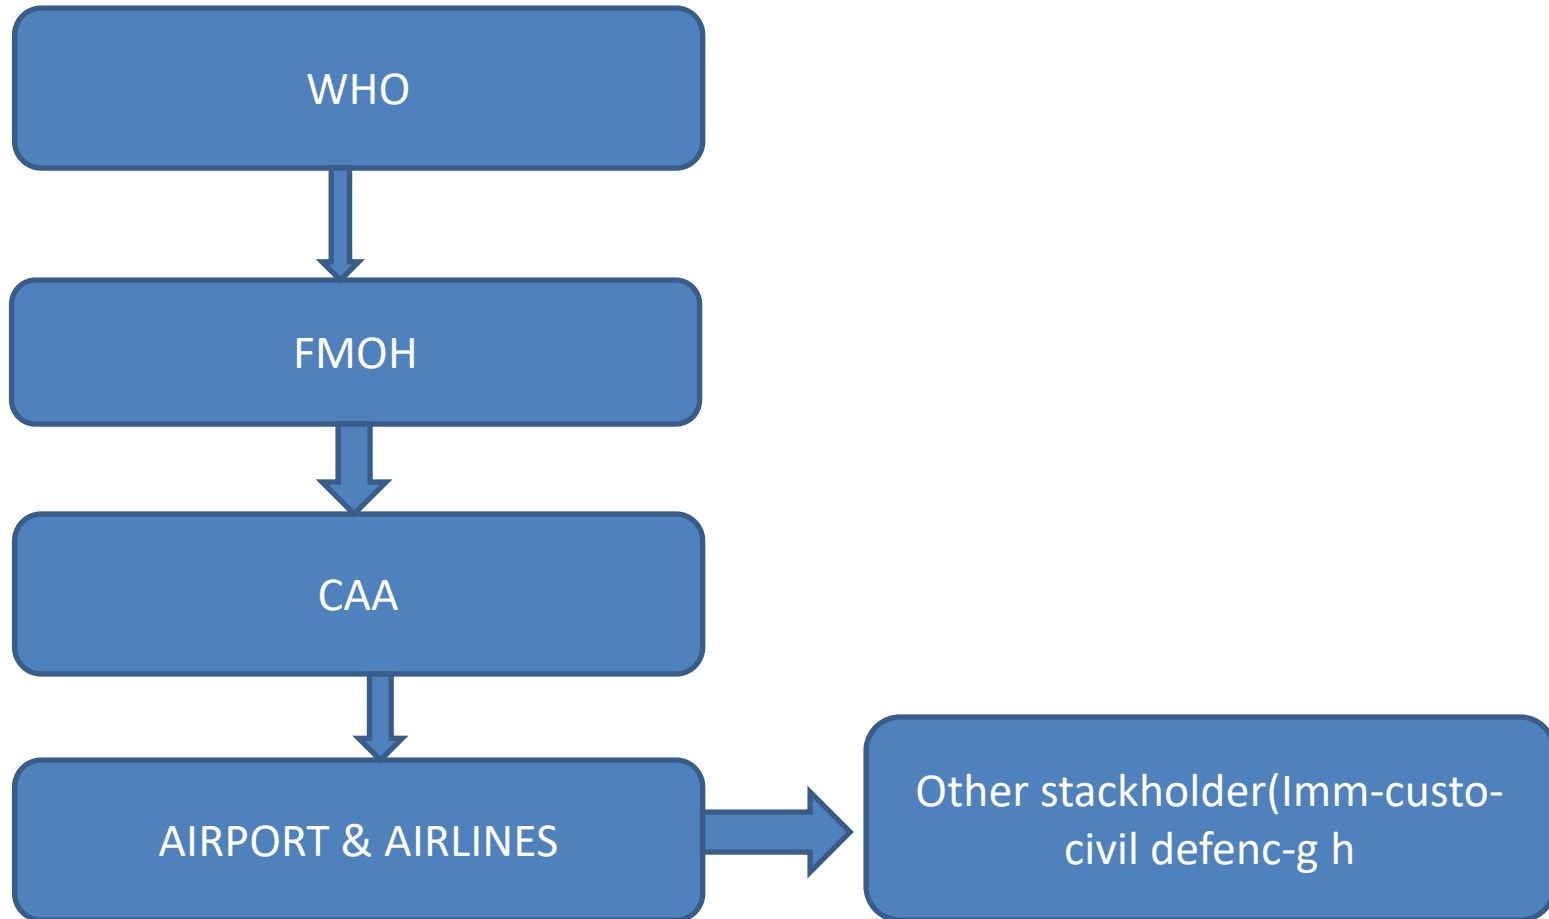 WHO
FMOH
CAA
AIRPORT & AIRLINES
Other stackholder(Imm-custo-
civil defenc-g h